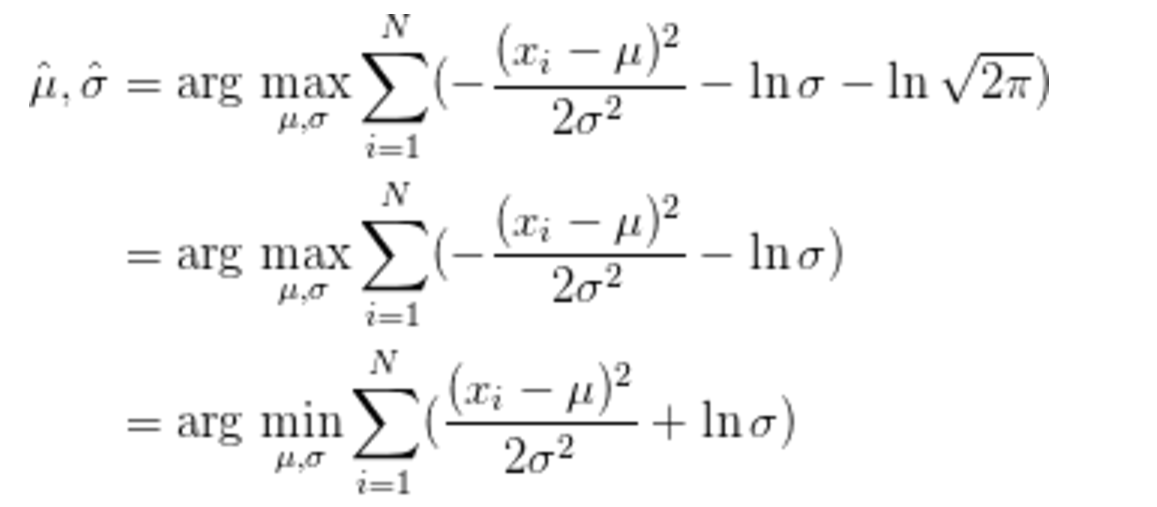 \hat{\mu}, \hat{\sigma} = \arg\max_{\mu,\sigma} \sum_{i=1}^{N} (-\frac{(x_i - \mu)^2}{2\sigma^2} - \ln \sigma - \ln \sqrt{2\pi})
= \arg\max_{\mu,\sigma} \sum_{i=1}^{N} (-\frac{(x_i - \mu)^2}{2\sigma^2} - \ln \sigma)
= \arg\min_{\mu,\sigma} \sum_{i=1}^{N} (\frac{(x_i - \mu)^2}{2\sigma^2} + \ln \sigma)